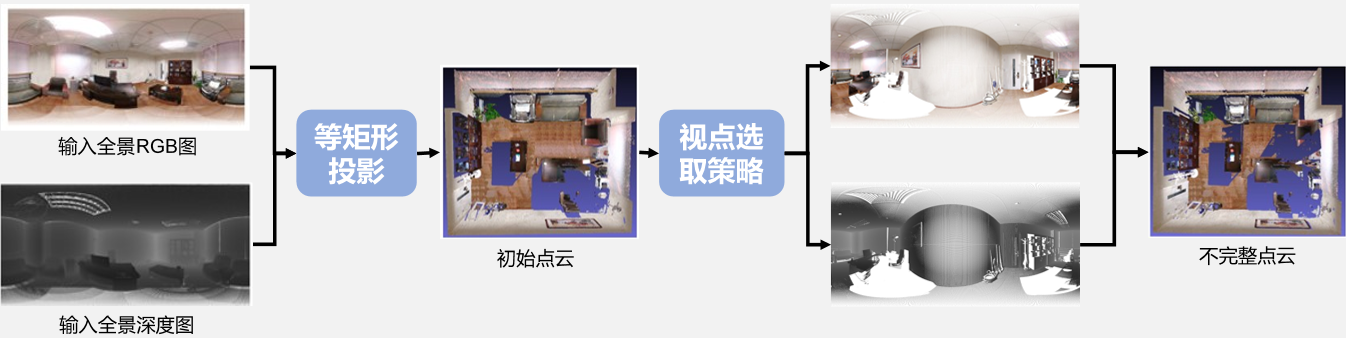 输入全景RGB图
输入全景深度图
等矩形
投影
初始点云
视点选
取策略
不完整点云